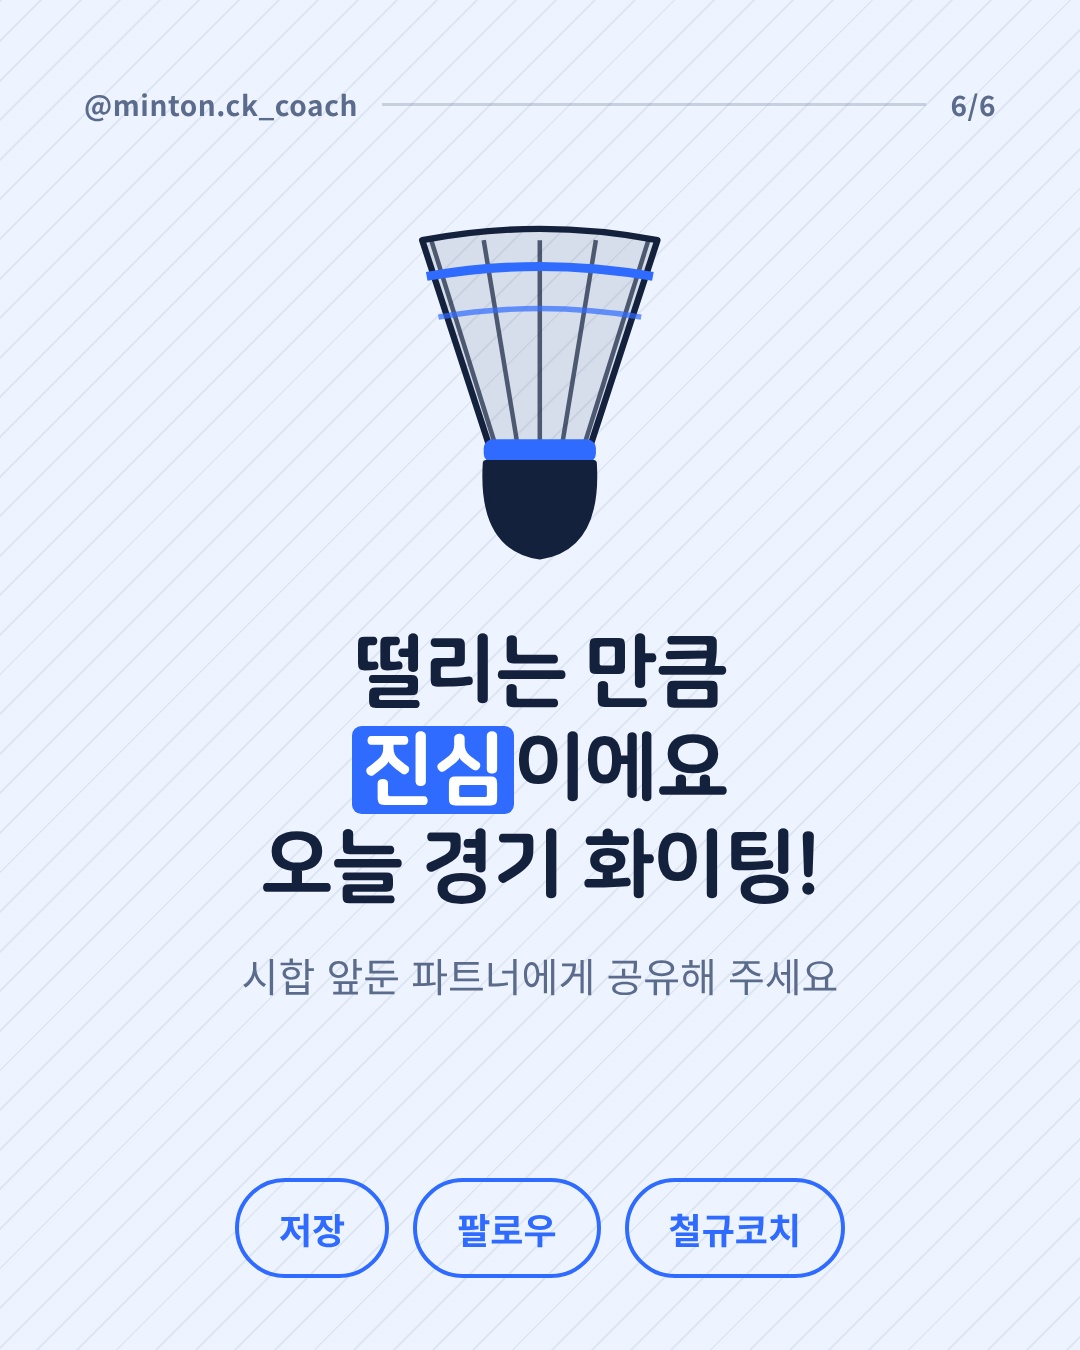 @minton.ck_coach
6/6
떨리는 만큼
진심이에요
오늘 경기 화이팅!
시합 앞둔 파트너에게 공유해 주세요
저장
팔로우
철규코치